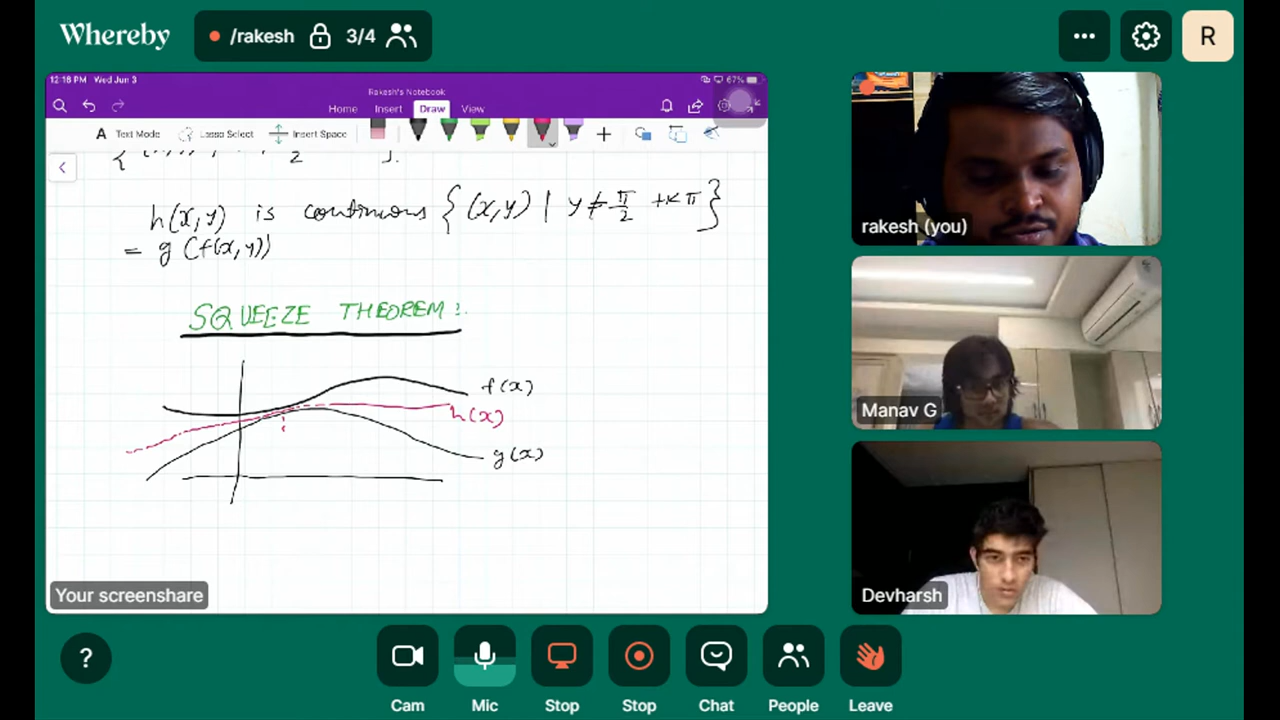 Whereby
/rakesh 3/4
R
12:18 PM Wed Jun 3
67%
Rakesh's Notebook
Home Insert Draw View
Text Mode Lasso Select Insert Space
h(x,y) is continuous {(x,y) | y ≠ π/2 + kπ}
= g(f(x,y))
SQUEEZE THEOREM :
f(x)
h(x)
g(x)
Your screenshare
rakesh (you)
Manav G
Devharsh
?
Cam Mic Stop Stop Chat People Leave